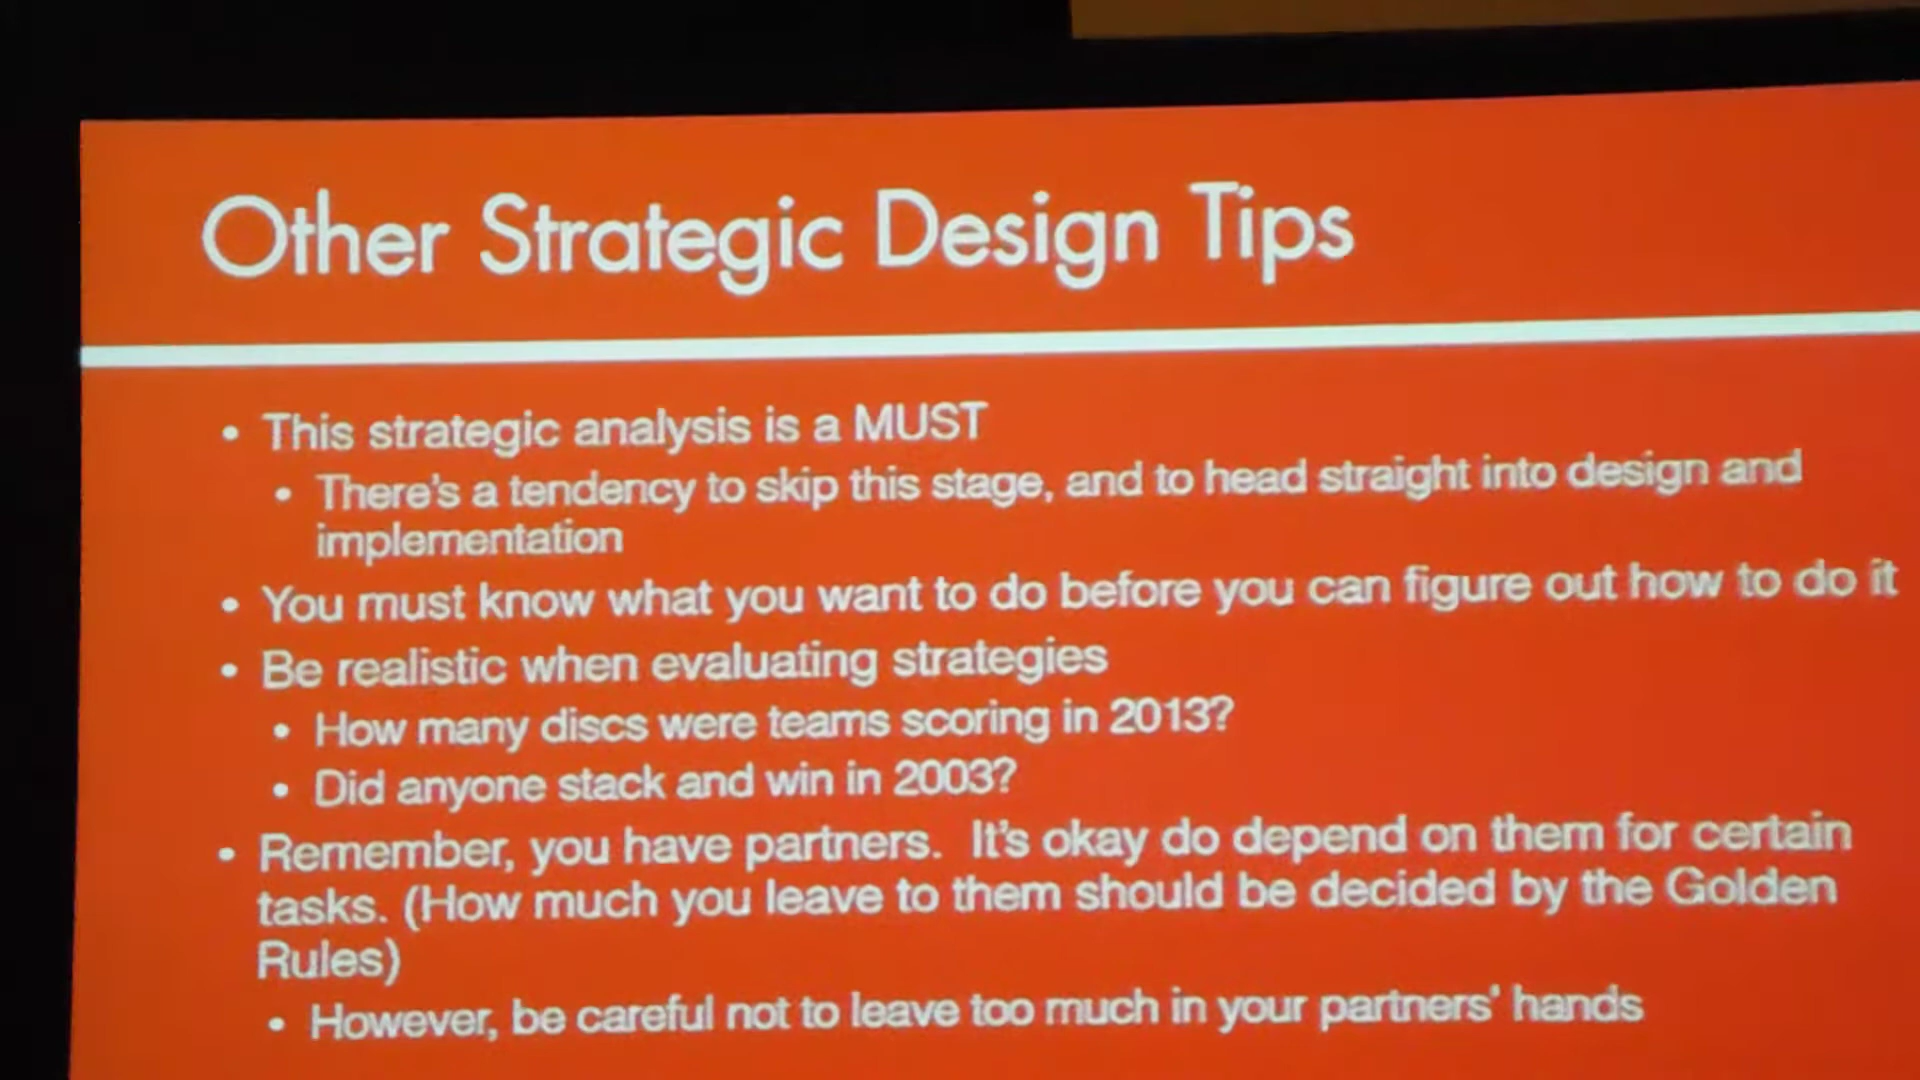 Other Strategic Design Tips
• This strategic analysis is a MUST
• There's a tendency to skip this stage, and to head straight into design and
implementation
• You must know what you want to do before you can figure out how to do it
• Be realistic when evaluating strategies
• How many discs were teams scoring in 2013?
• Did anyone stack and win in 2003?
• Remember, you have partners. It's okay do depend on them for certain
tasks. (How much you leave to them should be decided by the Golden
Rules)
• However, be careful not to leave too much in your partners' hands